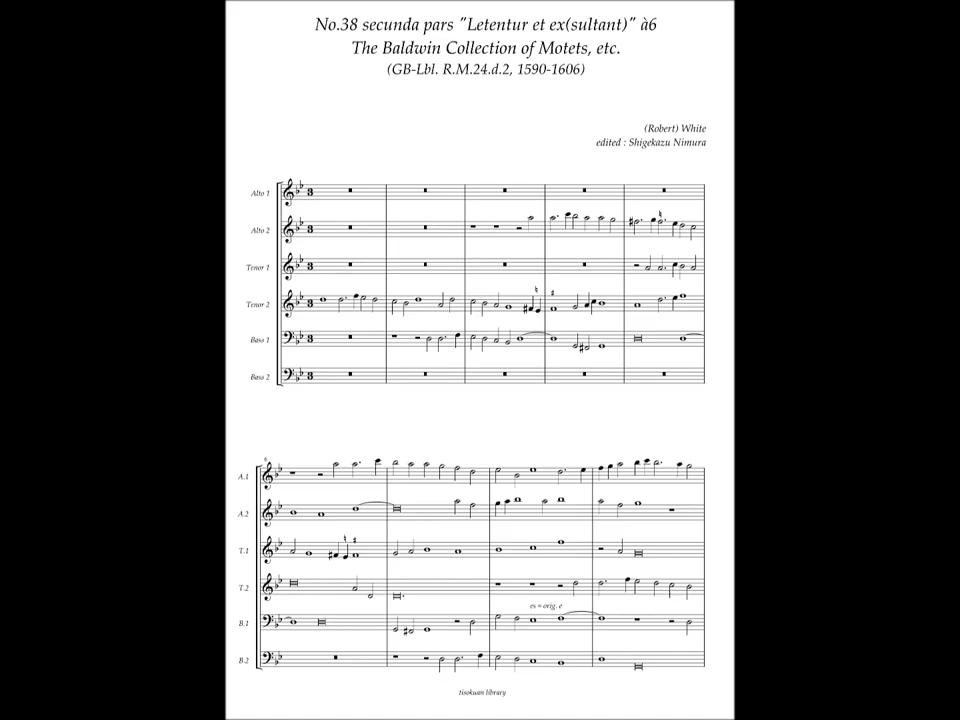 No.38 secunda pars "Letentur et ex(sultant)" à6
The Baldwin Collection of Motets, etc.
(GB-Lbl. R.M.24.d.2, 1590-1606)
(Robert) White
edited : Shigekazu Nimura
Alto 1
Alto 2
Tenor 1
Tenor 2
Bass 1
Bass 2
6
A.1
A.2
T.1
T.2
es = orig. e
B.1
B.2
tisokuan library